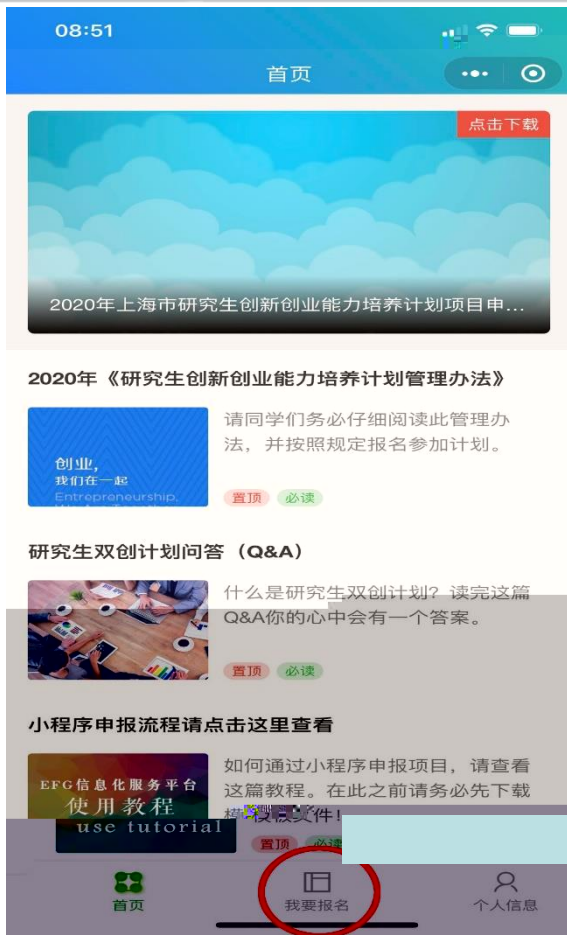 08:51
首页
点击下载
2020年上海市研究生创新创业能力培养计划项目申...
2020年《研究生创新创业能力培养计划管理办法》
请同学们务必仔细阅读此管理办
法，并按照规定报名参加计划。
创业,
我们在一起
Entrepreneurship,
置顶 必读
研究生双创计划问答（Q&A）
什么是研究生双创计划？读完这篇
Q&A你的心中会有一个答案。
置顶 必读
小程序申报流程请点击这里查看
如何通过小程序申报项目，请查看
这篇教程。在此之前请务必先下载
件！
EFG信息化服务平台
使用教程
use tutorial
置顶 必读
首页
我要报名
个人信息